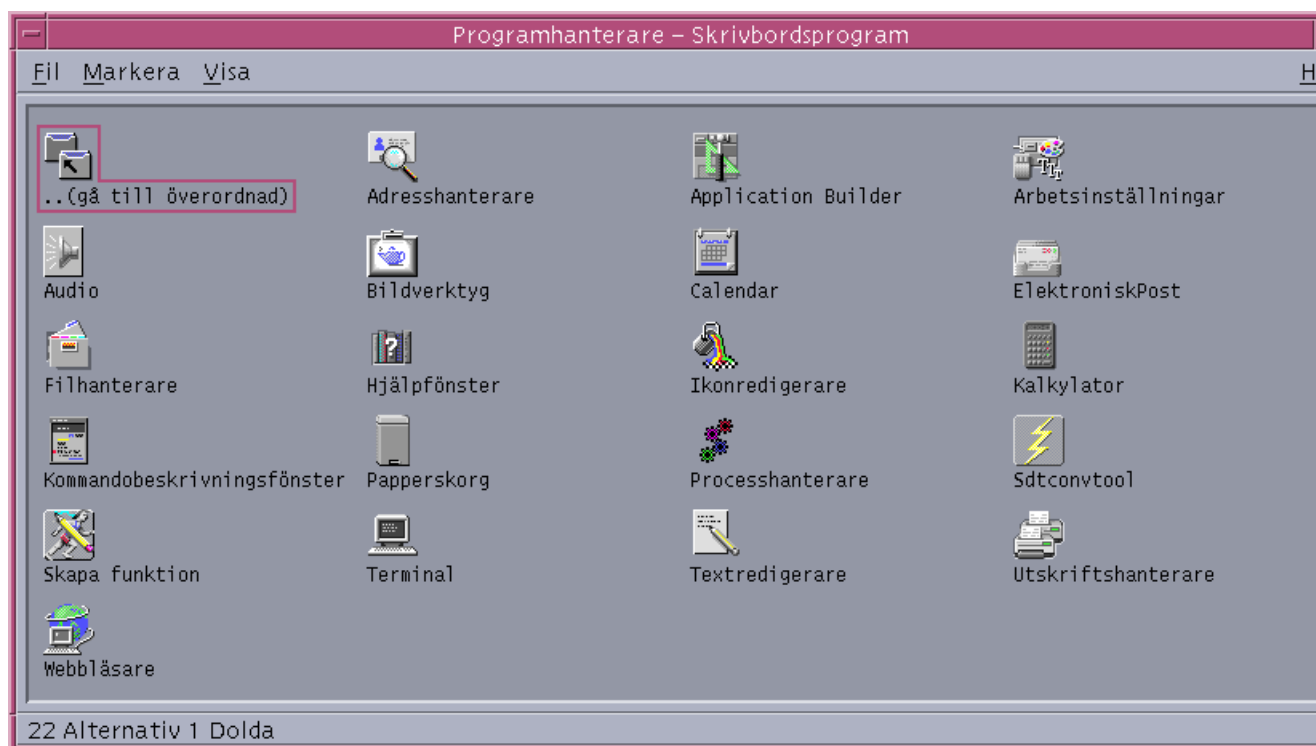 Programhanterare – Skrivbordsprogram
Fil Markera Visa H
..(gå till överordnad) Adresshanterare Application Builder Arbetsinställningar
Audio Bildverktyg Calendar ElektroniskPost
Filhanterare Hjälpfönster Ikonredigerare Kalkylator
Kommandobeskrivningsfönster Papperskorg Processhanterare Sdtconvtool
Skapa funktion Terminal Textredigerare Utskriftshanterare
Webbläsare
22 Alternativ 1 Dolda